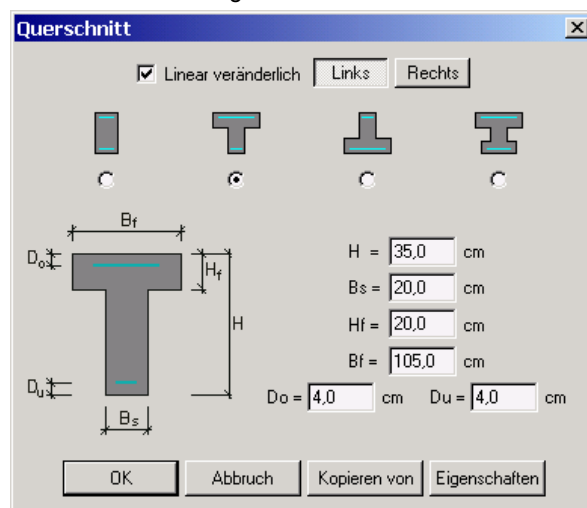 Querschnitt
Linear veränderlich Links Rechts
Bf
Do
Hf
H
Du
Bs
H = 35,0 cm
Bs = 20,0 cm
Hf = 20,0 cm
Bf = 105,0 cm
Do = 4,0 cm Du = 4,0 cm
OK Abbruch Kopieren von Eigenschaften